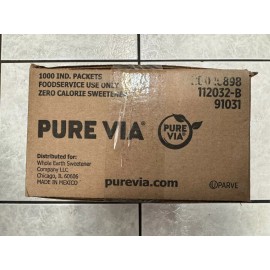 1000 IND. PACKETS
FOODSERVICE USE ONLY
ZERO CALORIE SWEETENE
112032-B
91031
PURE VIA®
PURE
VIA®
Distributed for:
Whole Earth Sweetener
Company LLC.
Chicago, IL 60606
MADE IN MEXICO
purevia.com
U PARVE